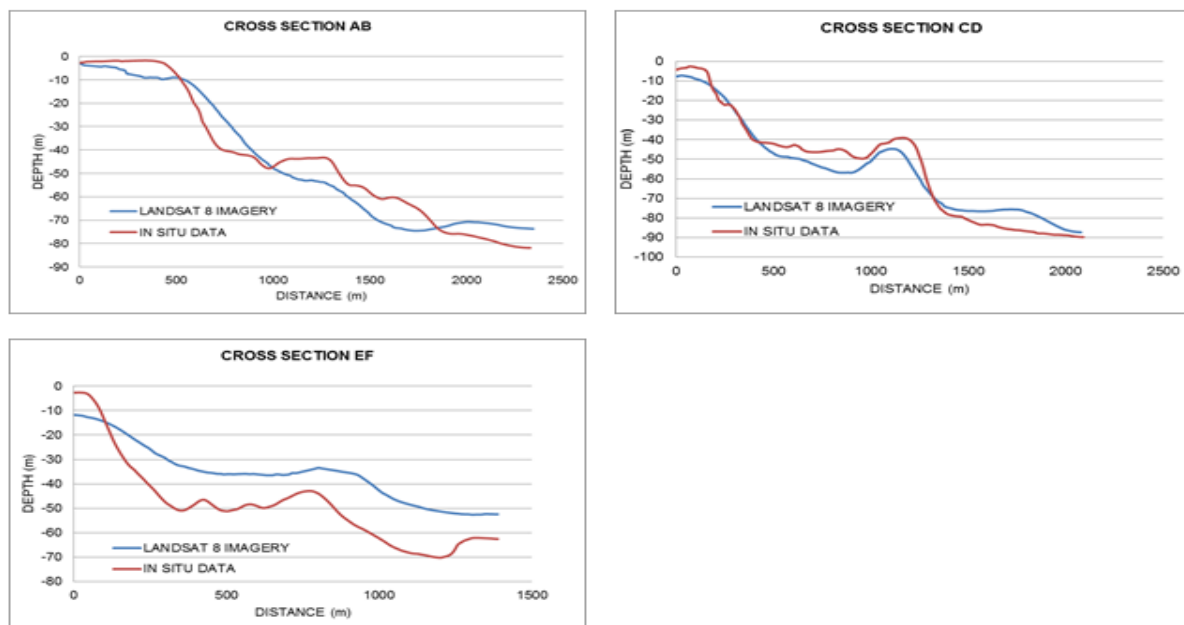 CROSS SECTION AB
0
-10
-20
-30
-40
-50
-60
-70
-80
-90
DEPTH (m)
LANDSAT 8 IMAGERY
IN SITU DATA
0 500 1000 1500 2000 2500
DISTANCE (m)
CROSS SECTION CD
0
-10
-20
-30
-40
-50
-60
-70
-80
-90
-100
DEPTH (m)
LANDSAT 8 IMAGERY
IN SITU DATA
0 500 1000 1500 2000 2500
DISTANCE (m)
CROSS SECTION EF
0
-10
-20
-30
-40
-50
-60
-70
-80
DEPTH (m)
LANDSAT 8 IMAGERY
IN SITU DATA
0 500 1000 1500
DISTANCE (m)